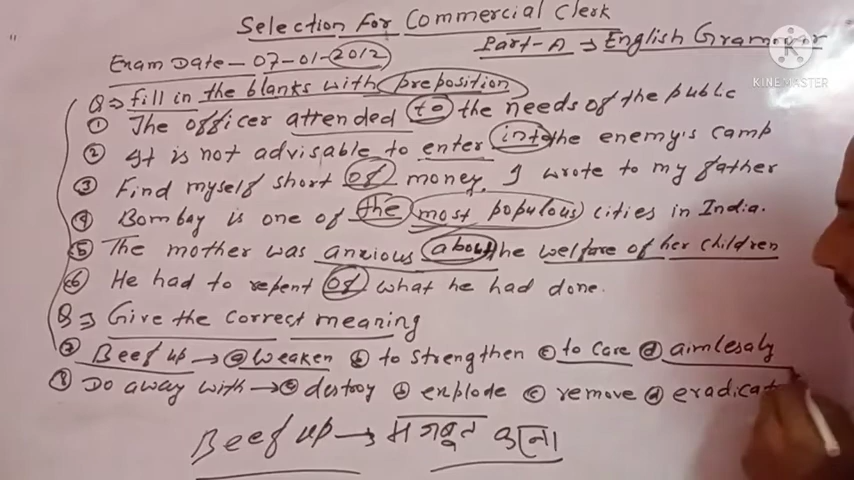 Selection For Commercial Clerk
Part-A ⇒ English Grammar
Exam Date - 07-01-2012
Q ⇒ fill in the blanks with preposition
① The officer attended to the needs of the public
② It is not advisable to enter into the enemy's camp
③ Find myself short of money. I wrote to my father
④ Bombay is one of the most populous cities in India.
⑤ The mother was anxious about the welfare of her children
⑥ He had to repent of what he had done.
Q ⇒ Give the correct meaning
⑦ Beef up → ⓐ weaken ⓑ to strengthen ⓒ to care ⓓ aimlesaly
⑧ Do away with → ⓐ destroy ⓑ explode ⓒ remove ⓓ eradicat
Beef up → मजबूत करना
KINEMASTER